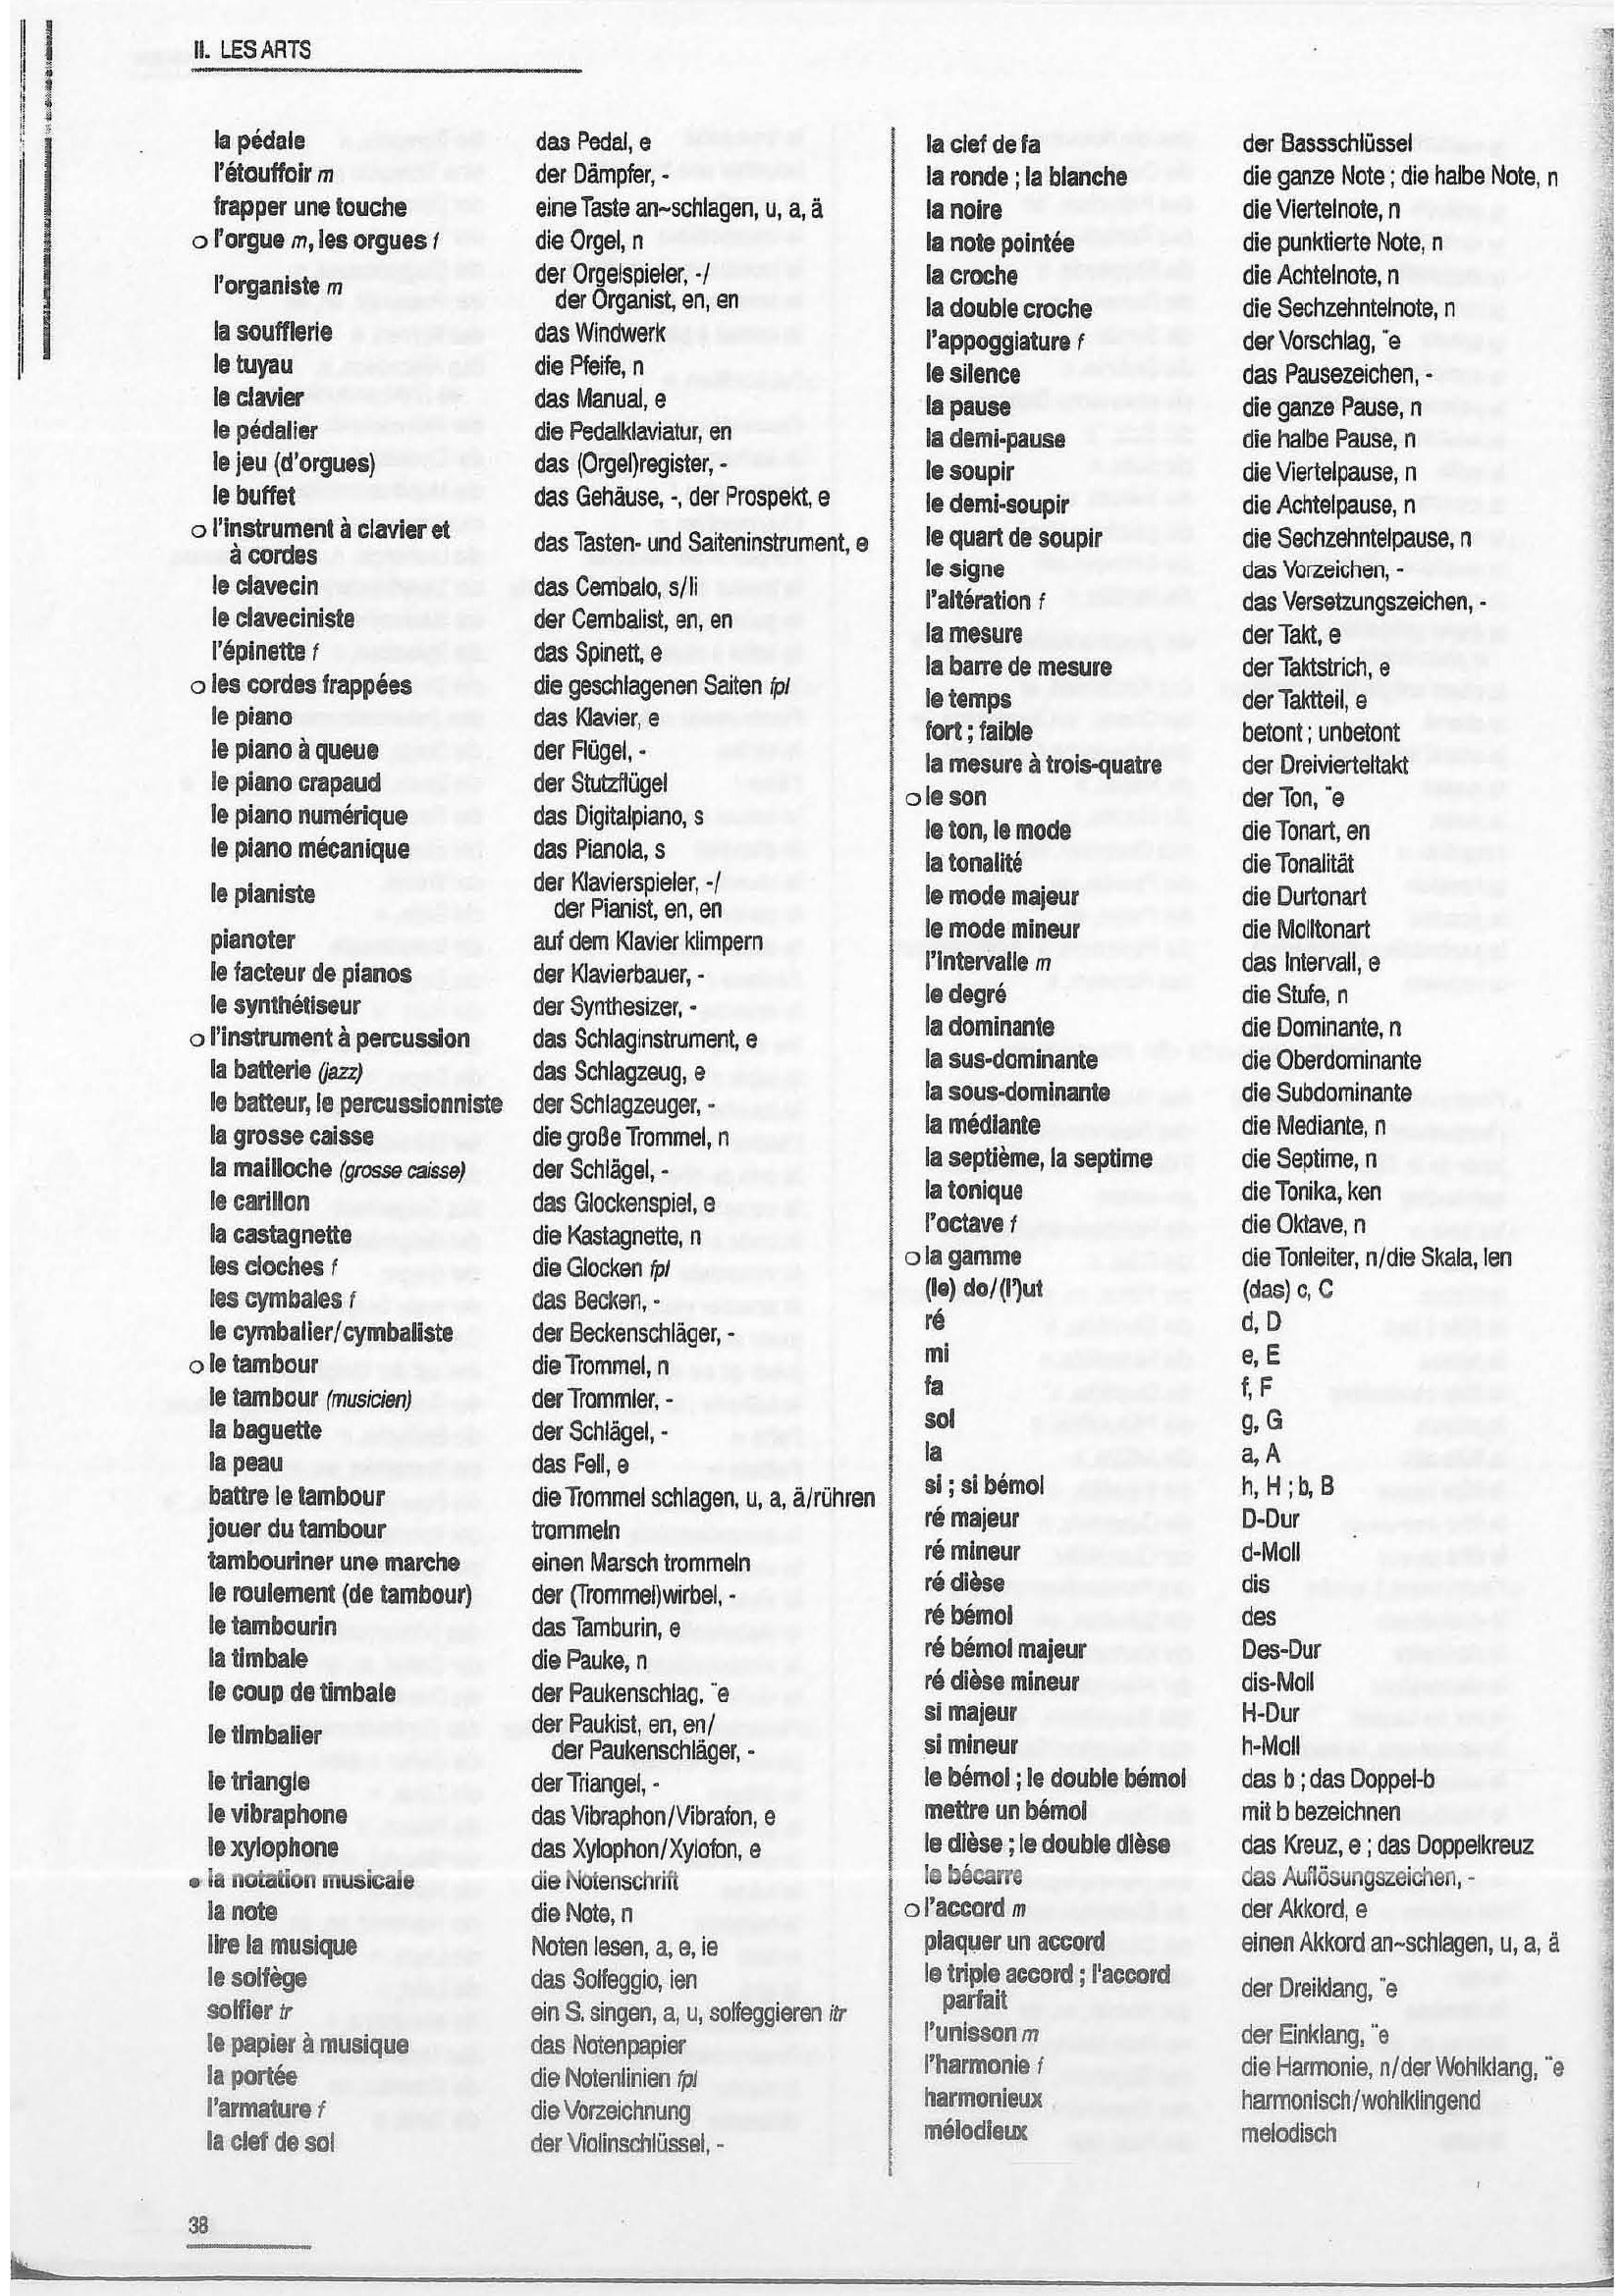 II. LES ARTS
la pédale das Pedal, e
l'étouffoir m der Dämpfer, -
frapper une touche eine Taste an~schlagen, u, a, ä
o l'orgue m, les orgues f die Orgel, n
l'organiste m der Orgelspieler, -/
der Organist, en, en
la soufflerie das Windwerk
le tuyau die Pfeife, n
le clavier das Manual, e
le pédalier die Pedalklaviatur, en
le jeu (d'orgues) das (Orgel)register, -
le buffet das Gehäuse, -, der Prospekt, e
o l'instrument à clavier et
à cordes das Tasten- und Saiteninstrument, e
le clavecin das Cembalo, s/li
le claveciniste der Cembalist, en, en
l'épinette f das Spinett, e
o les cordes frappées die geschlagenen Saiten fpl
le piano das Klavier, e
le piano à queue der Flügel, -
le piano crapaud der Stutzflügel
le piano numérique das Digitalpiano, s
le piano mécanique das Pianola, s
le pianiste der Klavierspieler, -/
der Pianist, en, en
pianoter auf dem Klavier klimpern
le facteur de pianos der Klavierbauer, -
le synthétiseur der Synthesizer, -
o l'instrument à percussion das Schlaginstrument, e
la batterie (jazz) das Schlagzeug, e
le batteur, le percussionniste der Schlagzeuger, -
la grosse caisse die große Trommel, n
la mailloche (grosse caisse) der Schlägel, -
le carillon das Glockenspiel, e
la castagnette die Kastagnette, n
les cloches f die Glocken fpl
les cymbales f das Becken, -
le cymbalier/cymbaliste der Beckenschläger, -
o le tambour die Trommel, n
le tambour (musicien) der Trommler, -
la baguette der Schlägel, -
la peau das Fell, e
battre le tambour die Trommel schlagen, u, a, ä/rühren
jouer du tambour trommeln
tambouriner une marche einen Marsch trommeln
le roulement (de tambour) der (Trommel)wirbel, -
le tambourin das Tamburin, e
la timbale die Pauke, n
le coup de timbale der Paukenschlag, ¨e
le timbalier der Paukist, en, en/
der Paukenschläger, -
le triangle der Triangel, -
le vibraphone das Vibraphon/Vibrafon, e
le xylophone das Xylophon/Xylofon, e
• la notation musicale die Notenschrift
la note die Note, n
lire la musique Noten lesen, a, e, ie
le solfège das Solfeggio, ien
solfier tr ein S. singen, a, u, solfeggieren itr
le papier à musique das Notenpapier
la portée die Notenlinien fpl
l'armature f die Vorzeichnung
la clef de sol der Violinschlüssel, -
la clef de fa der Bassschlüssel
la ronde ; la blanche die ganze Note ; die halbe Note, n
la noire die Viertelnote, n
la note pointée die punktierte Note, n
la croche die Achtelnote, n
la double croche die Sechzehntelnote, n
l'appoggiature f der Vorschlag, ¨e
le silence das Pausezeichen, -
la pause die ganze Pause, n
la demi-pause die halbe Pause, n
le soupir die Viertelpause, n
le demi-soupir die Achtelpause, n
le quart de soupir die Sechzehntelpause, n
le signe das Vorzeichen, -
l'altération f das Versetzungszeichen, -
la mesure der Takt, e
la barre de mesure der Taktstrich, e
le temps der Taktteil, e
fort ; faible betont ; unbetont
la mesure à trois-quatre der Dreivierteltakt
o le son der Ton, ¨e
le ton, le mode die Tonart, en
la tonalité die Tonalität
le mode majeur die Durtonart
le mode mineur die Molltonart
l'intervalle m das Intervall, e
le degré die Stufe, n
la dominante die Dominante, n
la sus-dominante die Oberdominante
la sous-dominante die Subdominante
la médiante die Mediante, n
la septième, la septime die Septime, n
la tonique die Tonika, ken
l'octave f die Oktave, n
o la gamme die Tonleiter, n/die Skala, len
(le) do/(l')ut (das) c, C
ré d, D
mi e, E
fa f, F
sol g, G
la a, A
si ; si bémol h, H ; b, B
ré majeur D-Dur
ré mineur d-Moll
ré dièse dis
ré bémol des
ré bémol majeur Des-Dur
ré dièse mineur dis-Moll
si majeur H-Dur
si mineur h-Moll
le bémol ; le double bémol das b ; das Doppel-b
mettre un bémol mit b bezeichnen
le dièse ; le double dièse das Kreuz, e ; das Doppelkreuz
le bécarre das Auflösungszeichen, -
o l'accord m der Akkord, e
plaquer un accord einen Akkord an~schlagen, u, a, ä
le triple accord ; l'accord
parfait der Dreiklang, ¨e
l'unisson m der Einklang, ¨e
l'harmonie f die Harmonie, n/der Wohlklang, ¨e
harmonieux harmonisch/wohlklingend
mélodieux melodisch
38